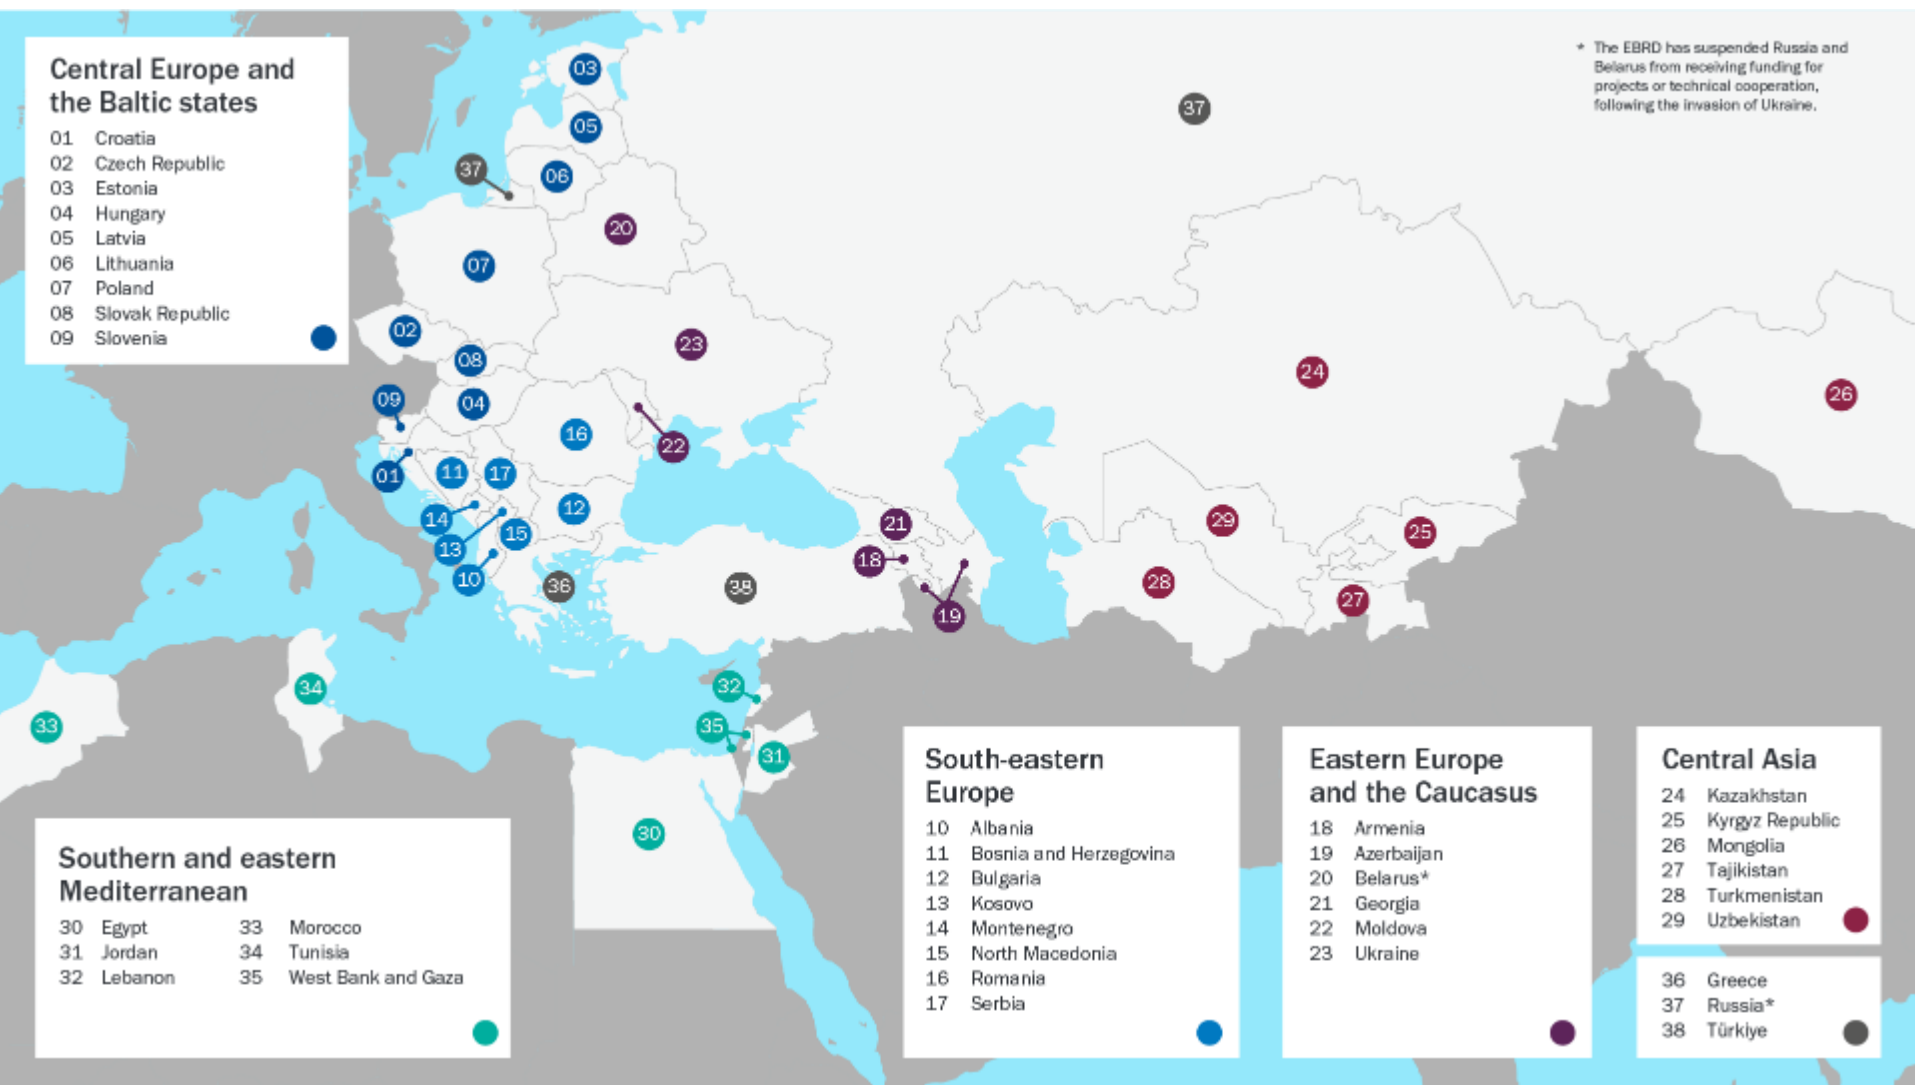 Central Europe and
the Baltic states
01 Croatia
02 Czech Republic
03 Estonia
04 Hungary
05 Latvia
06 Lithuania
07 Poland
08 Slovak Republic
09 Slovenia
* The EBRD has suspended Russia and
Belarus from receiving funding for
projects or technical cooperation,
following the invasion of Ukraine.
03
37
05
37
06
20
07
02
23
08
24
09
04
26
16
22
01
11
17
14
12
29
21
25
13
15
18
10
36
38
28
27
19
32
34
33
35
31
30
Southern and eastern
Mediterranean
30 Egypt
31 Jordan
32 Lebanon
33 Morocco
34 Tunisia
35 West Bank and Gaza
South-eastern
Europe
10 Albania
11 Bosnia and Herzegovina
12 Bulgaria
13 Kosovo
14 Montenegro
15 North Macedonia
16 Romania
17 Serbia
Eastern Europe
and the Caucasus
18 Armenia
19 Azerbaijan
20 Belarus*
21 Georgia
22 Moldova
23 Ukraine
Central Asia
24 Kazakhstan
25 Kyrgyz Republic
26 Mongolia
27 Tajikistan
28 Turkmenistan
29 Uzbekistan
36 Greece
37 Russia*
38 Türkiye